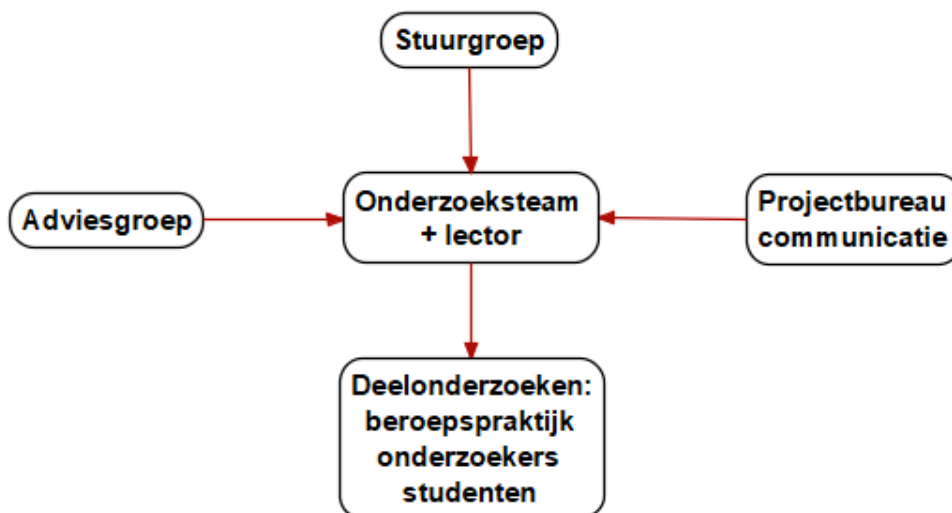 Stuurgroep
Adviesgroep
Onderzoeksteam
+ lector
Projectbureau
communicatie
Deelonderzoeken:
beroepspraktijk
onderzoekers
studenten